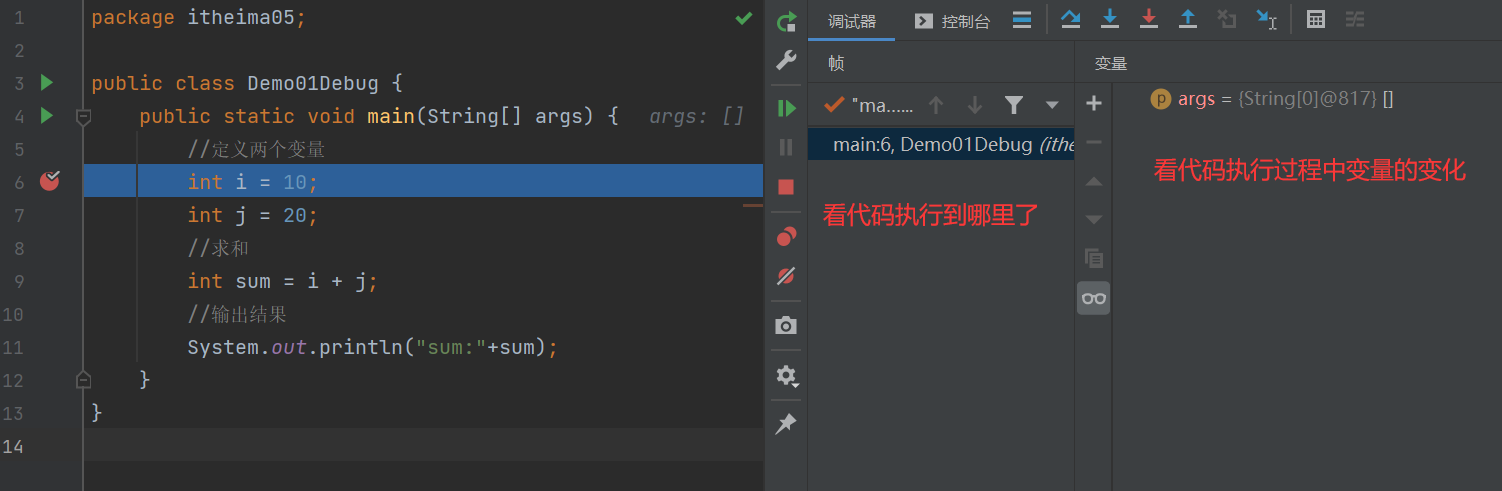 1 package itheima05;
2
3 public class Demo01Debug {
4 public static void main(String[] args) { args: []
5 //定义两个变量
6 int i = 10;
7 int j = 20;
8 //求和
9 int sum = i + j;
10 //输出结果
11 System.out.println("sum:"+sum);
12 }
13 }
14
调试器 控制台
帧
"ma...…
main:6, Demo01Debug (ithe
看代码执行到哪里了
变量
p args = {String[0]@817} []
看代码执行过程中变量的变化